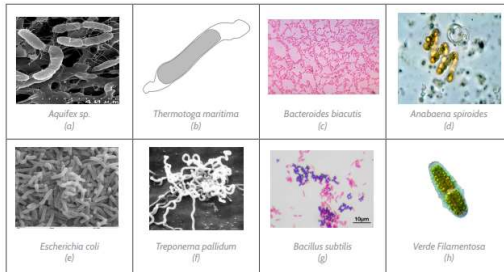 Aquifex sp.
(a)
Thermotoga maritima
(b)
Bacteroides biacutis
(c)
Anabaena spiroides
(d)
10µm
Escherichia coli
(e)
Treponema pallidum
(f)
Bacillus subtilis
(g)
Verde Filamentosa
(h)